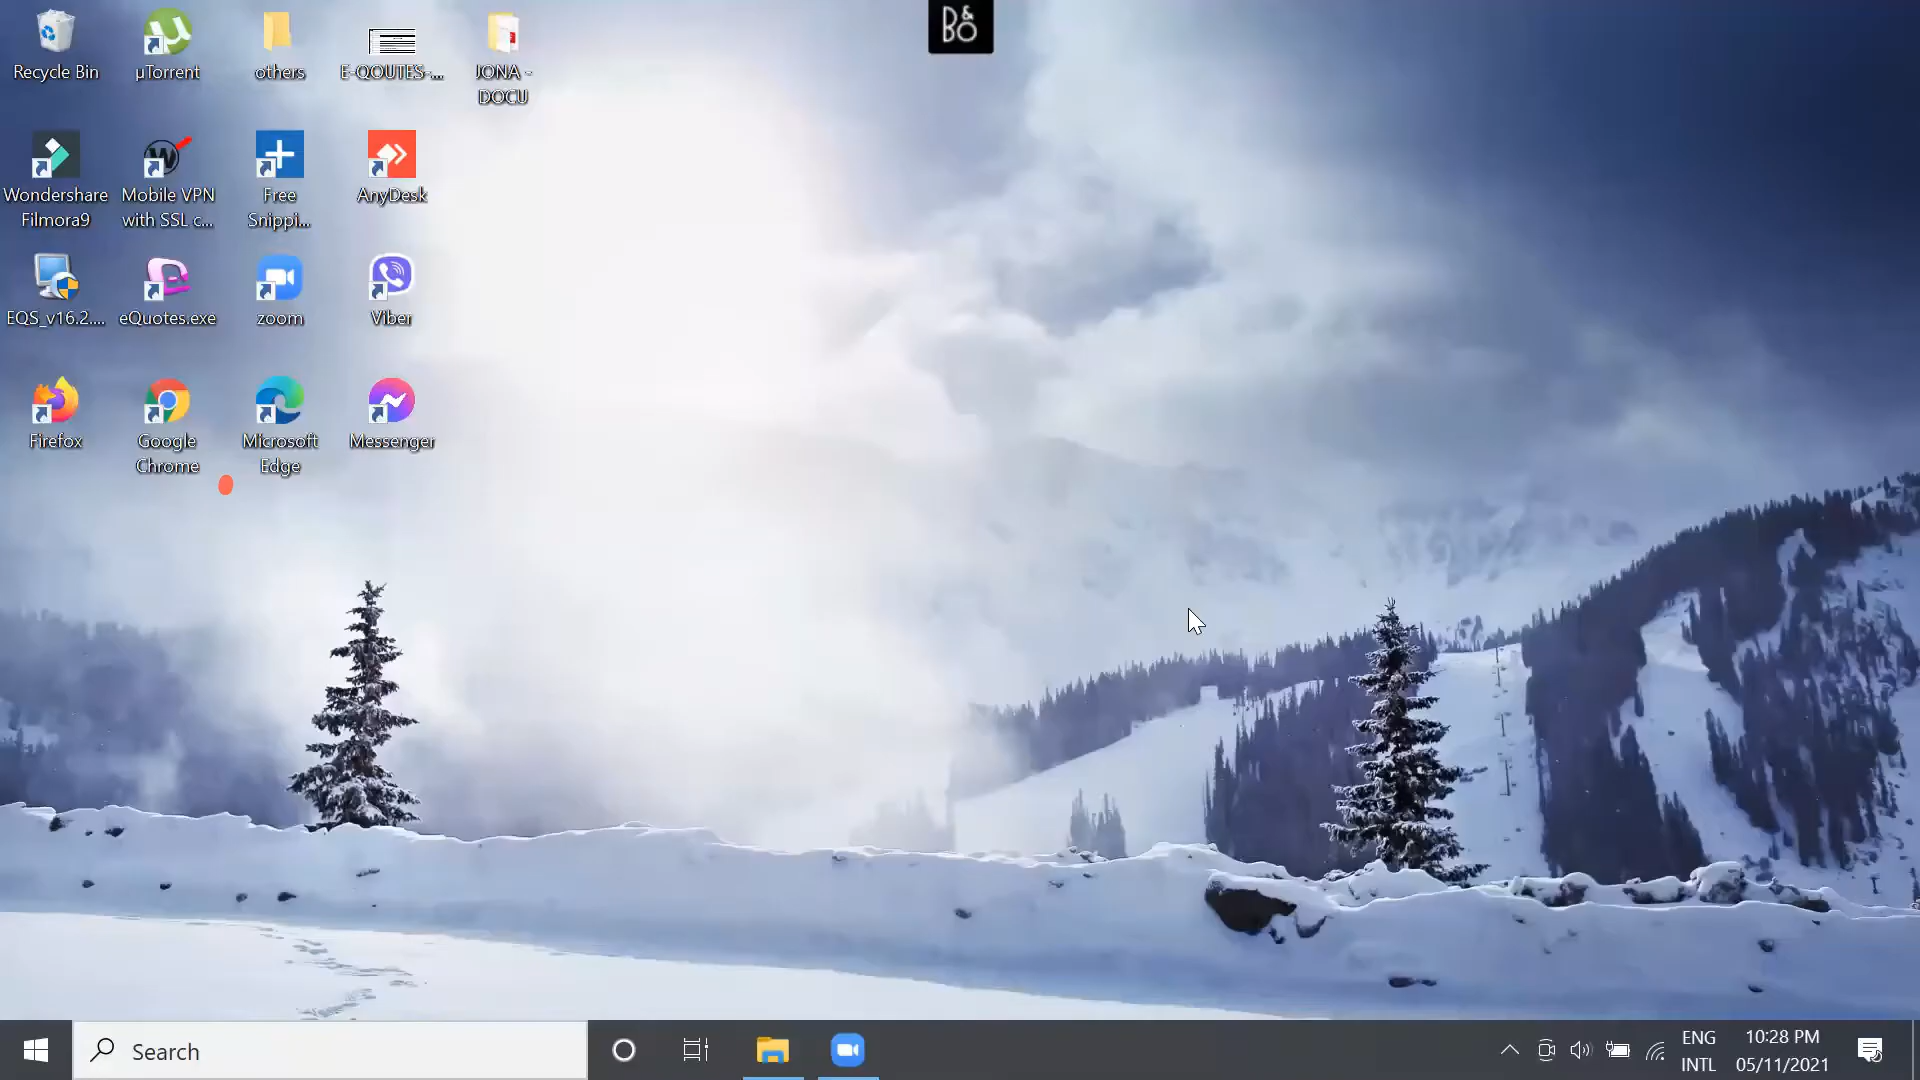 Recycle Bin
µTorrent
others
E-QOUTES-...
JONA -
DOCU
B&O
Wondershare
Filmora9
Mobile VPN
with SSL c...
Free
Snippi...
AnyDesk
EQS_v16.2....
eQuotes.exe
zoom
Viber
Firefox
Google
Chrome
Microsoft
Edge
Messenger
Search
ENG
INTL
10:28 PM
05/11/2021